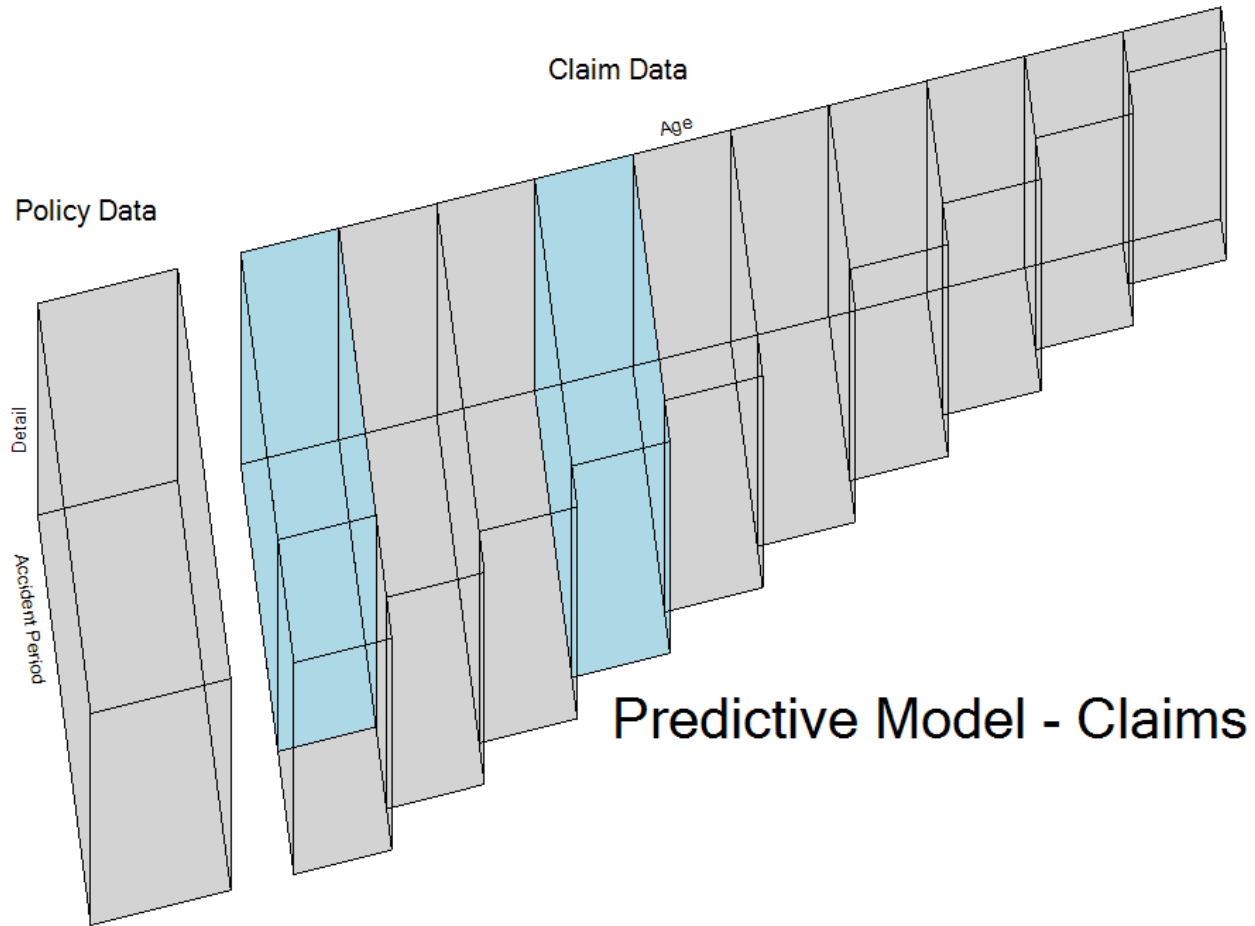 Claim Data
Age
Policy Data
Detail
Accident Period
Predictive Model - Claims